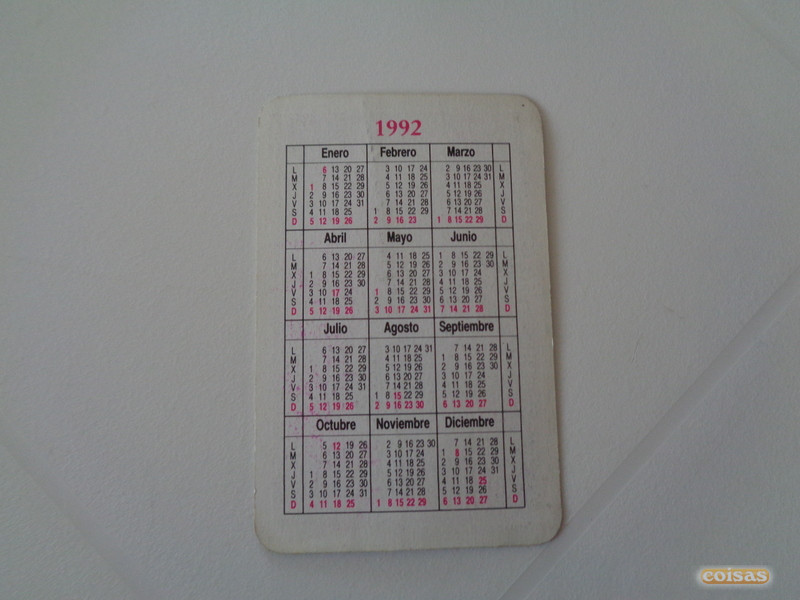 1992
Enero Febrero Marzo
L 6 13 20 27 3 10 17 24 2 9 16 23 30 L
M 7 14 21 28 4 11 18 25 3 10 17 24 31 M
X 1 8 15 22 29 5 12 19 26 4 11 18 25 X
J 2 9 16 23 30 6 13 20 27 5 12 19 26 J
V 3 10 17 24 31 7 14 21 28 6 13 20 27 V
S 4 11 18 25 1 8 15 22 29 7 14 21 28 S
D 5 12 19 26 2 9 16 23 1 8 15 22 29 D
Abril Mayo Junio
L 6 13 20 27 4 11 18 25 1 8 15 22 29 L
M 7 14 21 28 5 12 19 26 2 9 16 23 30 M
X 1 8 15 22 29 6 13 20 27 3 10 17 24 X
J 2 9 16 23 30 7 14 21 28 4 11 18 25 J
V 3 10 17 24 1 8 15 22 29 5 12 19 26 V
S 4 11 18 25 2 9 16 23 30 6 13 20 27 S
D 5 12 19 26 3 10 17 24 31 7 14 21 28 D
Julio Agosto Septiembre
L 6 13 20 27 3 10 17 24 31 7 14 21 28 L
M 7 14 21 28 4 11 18 25 1 8 15 22 29 M
X 1 8 15 22 29 5 12 19 26 2 9 16 23 30 X
J 2 9 16 23 30 6 13 20 27 3 10 17 24 J
V 3 10 17 24 31 7 14 21 28 4 11 18 25 V
S 4 11 18 25 1 8 15 22 29 5 12 19 26 S
D 5 12 19 26 2 9 16 23 30 6 13 20 27 D
Octubre Noviembre Diciembre
L 5 12 19 26 2 9 16 23 30 7 14 21 28 L
M 6 13 20 27 3 10 17 24 1 8 15 22 29 M
X 7 14 21 28 4 11 18 25 2 9 16 23 30 X
J 1 8 15 22 29 5 12 19 26 3 10 17 24 31 J
V 2 9 16 23 30 6 13 20 27 4 11 18 25 V
S 3 10 17 24 31 7 14 21 28 5 12 19 26 S
D 4 11 18 25 1 8 15 22 29 6 13 20 27 D
coisas